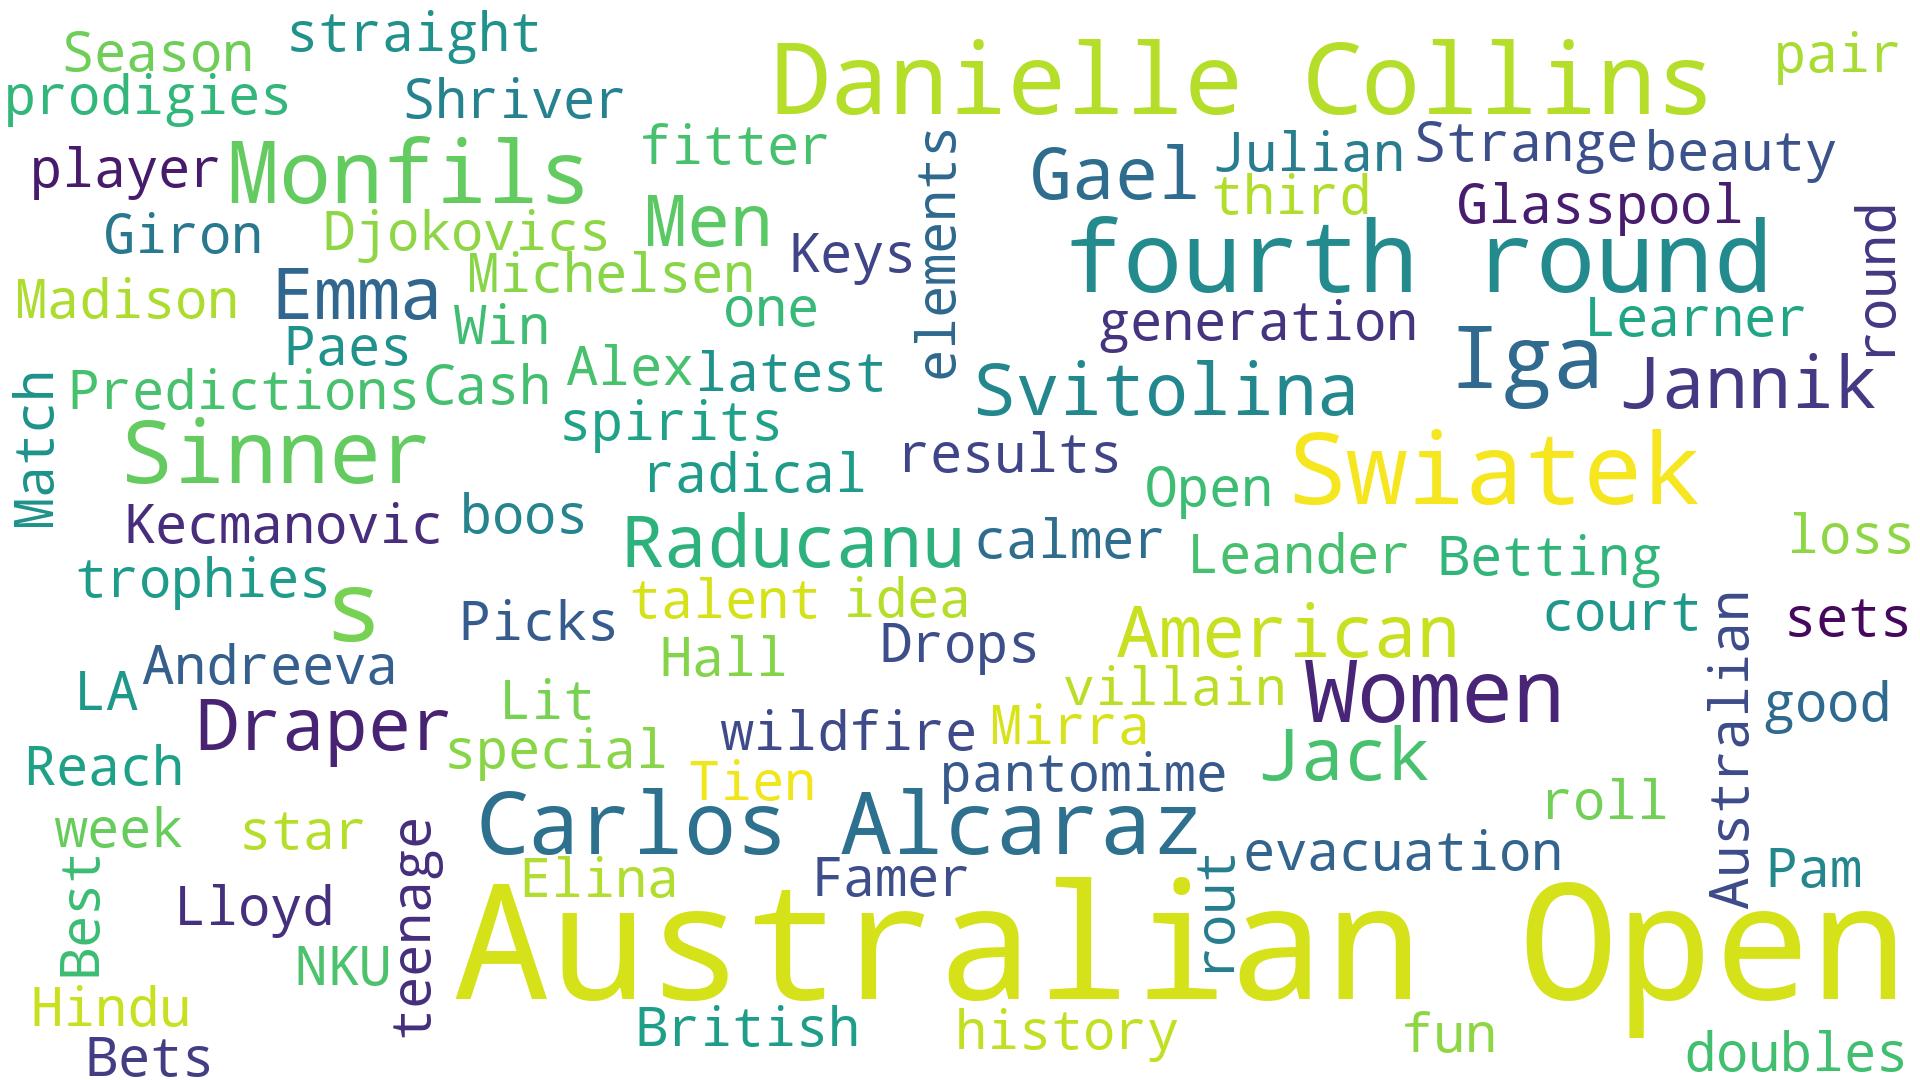 straight
Season
Danielle Collins
pair
prodigies
Shriver
fitter
Julian
Strange
beauty
player
Monfils
Gael
third
Glasspool
Giron
Djokovics
Men
Keys
elements
fourth round
round
Madison
Emma
Michelsen
one
generation
Learner
Paes
Win
Iga
Jannik
Match
Predictions
Cash
Alex
latest
Svitolina
Sinner
spirits
results
Swiatek
radical
Open
Kecmanovic
boos
Raducanu
calmer
Leander
Betting
loss
trophies
s
Picks
talent
idea
Drops
American
court
sets
Andreeva
Hall
LA
Draper
Lit
villain
Women
Australian
good
special
wildfire
Mirra
Jack
Reach
Tien
pantomime
week
star
Carlos Alcaraz
roll
teenage
Elina
Famer
rout
evacuation
Pam
Best
Lloyd
NKU
Australian Open
Hindu
British
history
fun
Bets
doubles